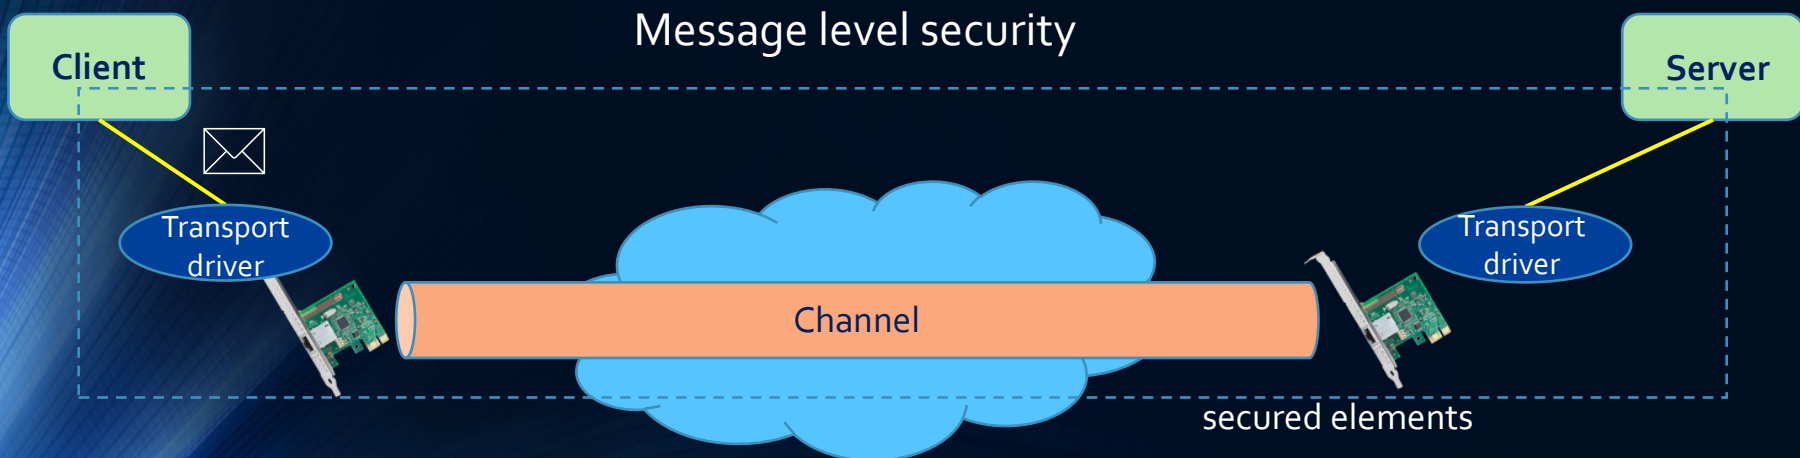 Message level security
Client
Server
Transport
driver
Transport
driver
Channel
secured elements